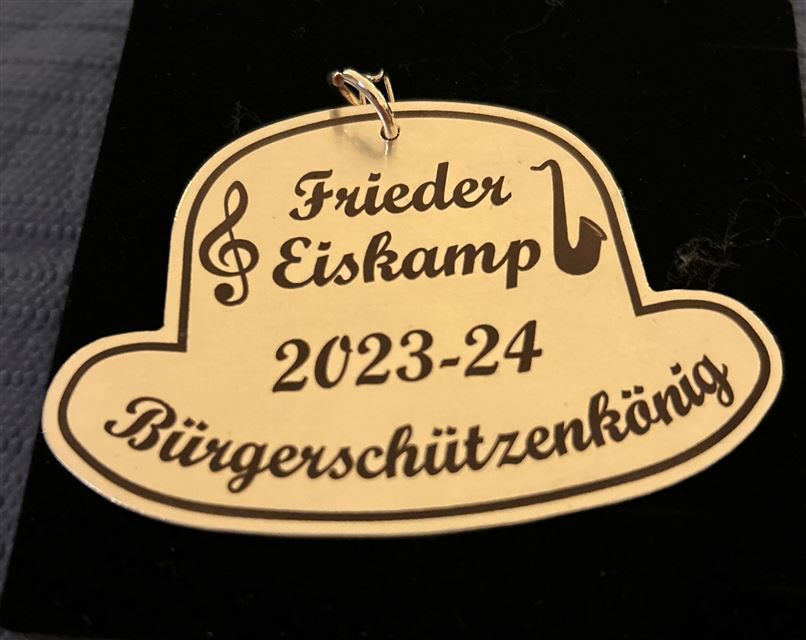 Frieder
Eiskamp
2023-24
Bürgerschützenkönig